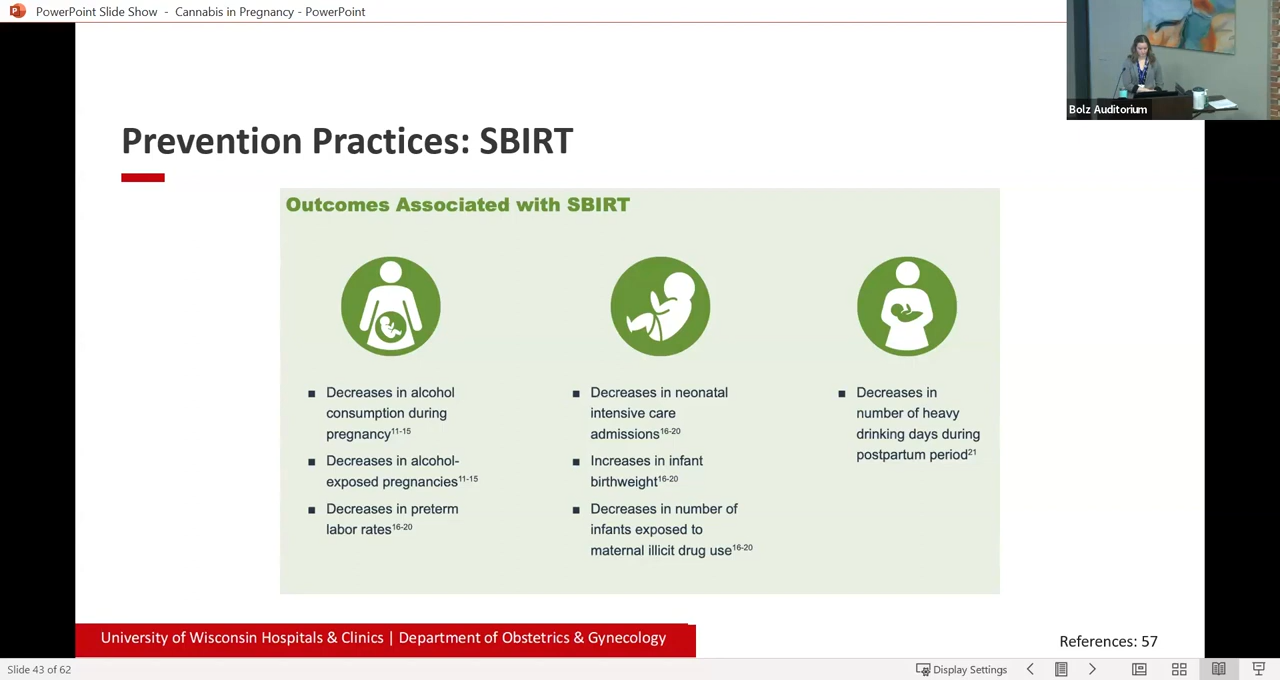 PowerPoint Slide Show - Cannabis in Pregnancy - PowerPoint
Bolz Auditorium
Prevention Practices: SBIRT
Outcomes Associated with SBIRT
■ Decreases in alcohol
consumption during
pregnancy11-15
■ Decreases in alcohol-
exposed pregnancies11-15
■ Decreases in preterm
labor rates16-20
■ Decreases in neonatal
intensive care
admissions16-20
■ Increases in infant
birthweight16-20
■ Decreases in number of
infants exposed to
maternal illicit drug use16-20
■ Decreases in
number of heavy
drinking days during
postpartum period21
University of Wisconsin Hospitals & Clinics | Department of Obstetrics & Gynecology
References: 57
Slide 43 of 62
Display Settings